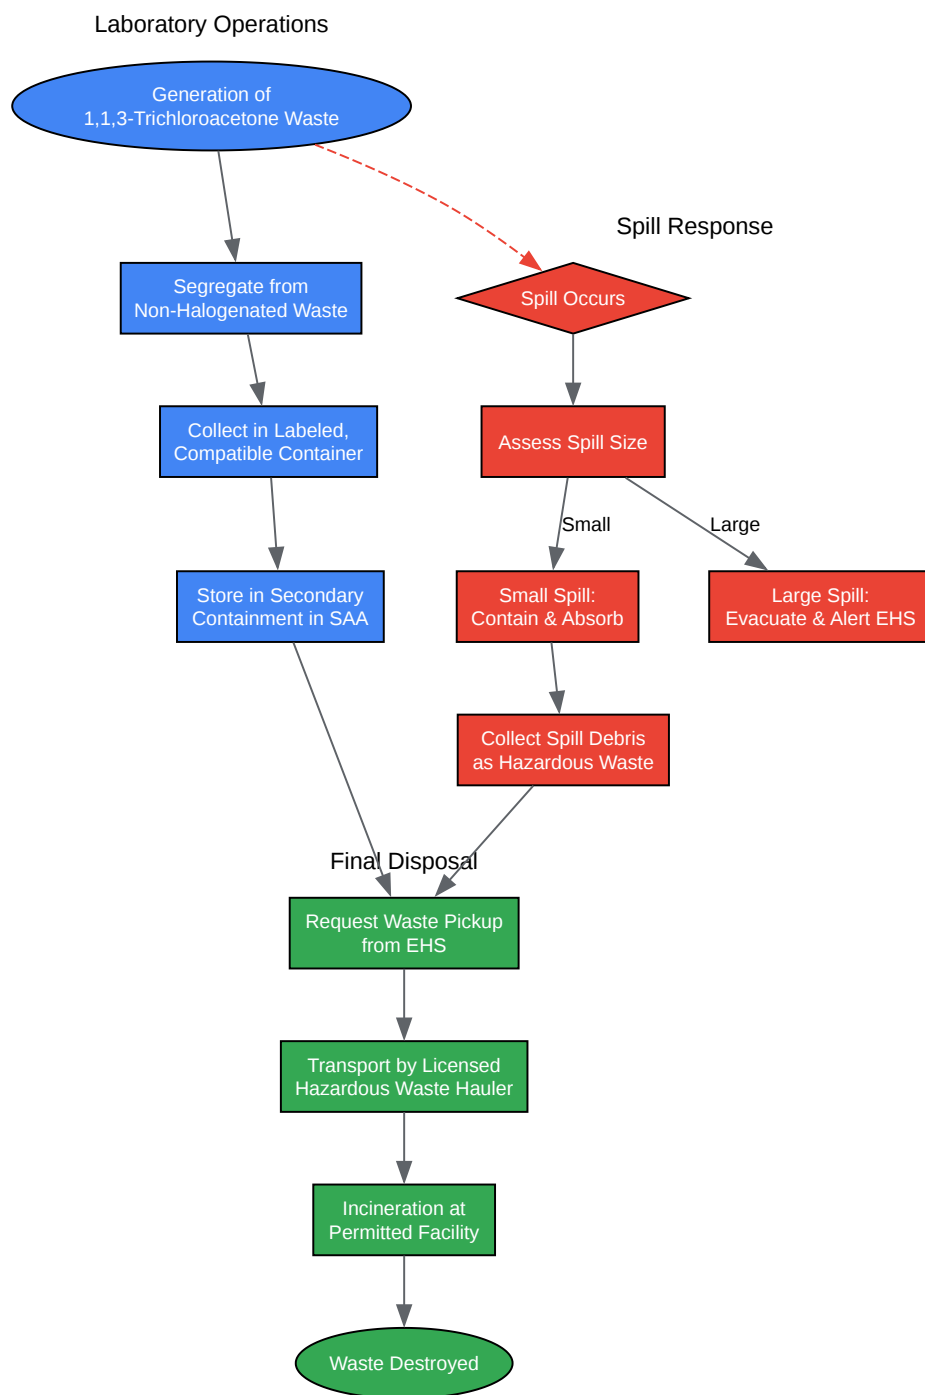 Laboratory Operations
Generation of
1,1,3-Trichloroacetone Waste
Spill Response
Segregate from
Non-Halogenated Waste
Spill Occurs
Collect in Labeled,
Compatible Container
Assess Spill Size
Small
Large
Store in Secondary
Containment in SAA
Small Spill:
Contain & Absorb
Large Spill:
Evacuate & Alert EHS
Collect Spill Debris
as Hazardous Waste
Final Disposal
Request Waste Pickup
from EHS
Transport by Licensed
Hazardous Waste Hauler
Incineration at
Permitted Facility
Waste Destroyed